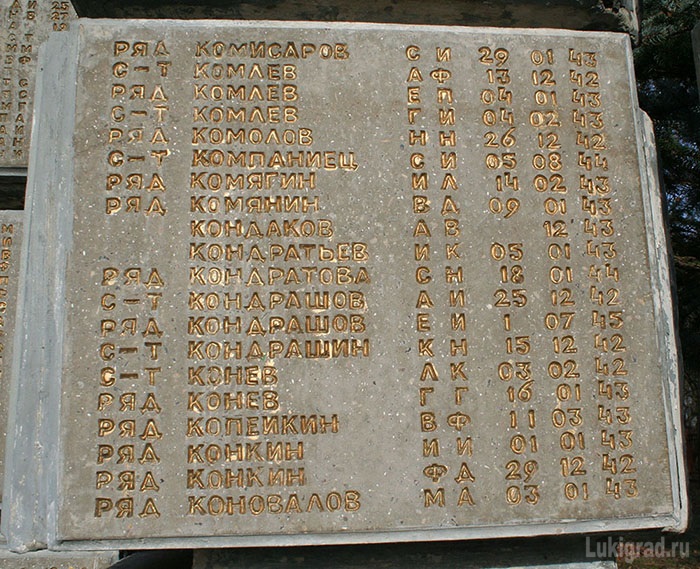 РЯД КОМИСАРОВ С И 29 01 43
С-Т КОМЛЕВ А Ф 13 12 42
РЯД КОМЛЕВ Е П 04 01 43
С-Т КОМЛЕВ Г И 04 02 43
РЯД КОМОЛОВ Н Н 26 12 42
С-Т КОМПАНИЕЦ С И 05 08 44
РЯД КОМЯГИН И Л 14 02 43
РЯД КОМЯНИН В Д 09 01 43
КОНДАКОВ А В 12 43
КОНДРАТЬЕВ И К 05 01 43
РЯД КОНДРАТОВА С Н 18 01 44
С-Т КОНДРАШОВ А И 25 12 42
РЯД КОНДРАШОВ Е И 1 07 45
С-Т КОНДРАШИН К Н 15 12 42
С-Т КЭНЕВ Л К 03 02 42
РЯД КОНЕВ Г Г 16 01 43
РЯД КОПЕЙКИН В Ф 11 03 43
РЯД КОНКИН И И 01 01 43
РЯД КОНКИН Ф Д 29 12 42
РЯД КОНОВАЛОВ М А 03 01 43
Lukigrad.ru